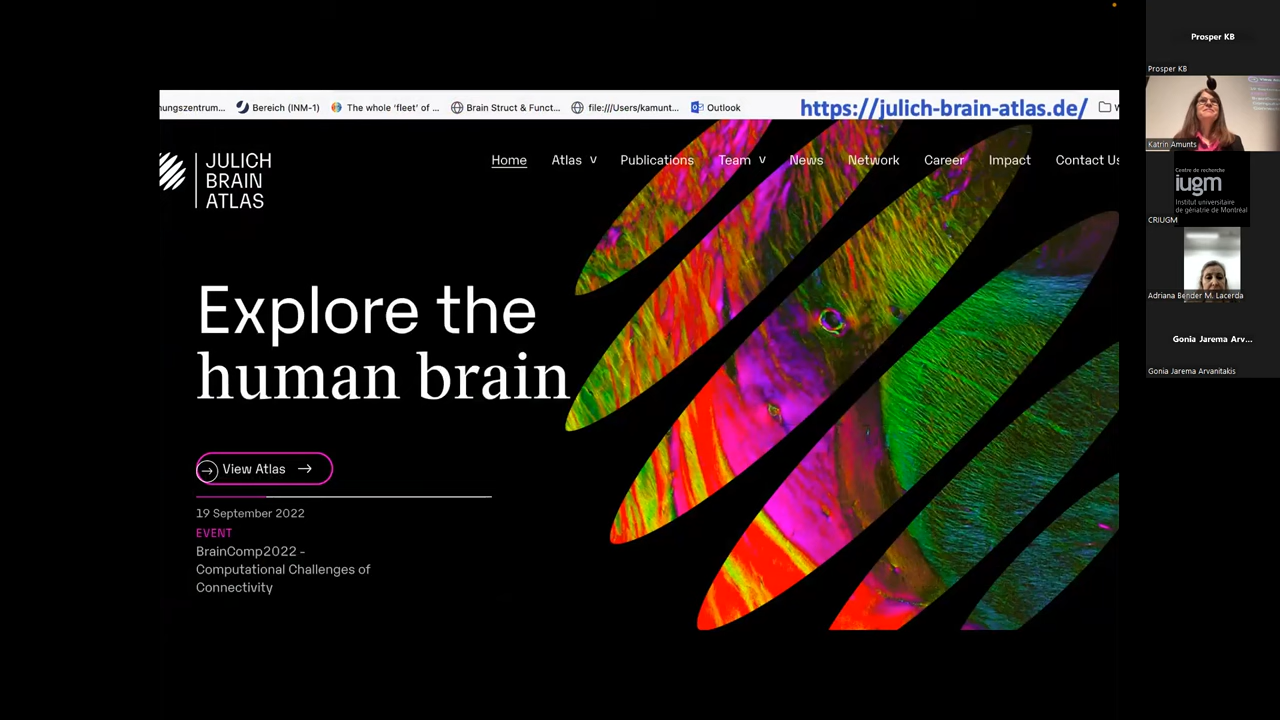 nungszentrum...
Bereich (INM-1)
The whole ‘fleet’ of ...
Brain Struct & Funct...
file:///Users/kamunt...
Outlook
https://julich-brain-atlas.de/
W
JULICH
BRAIN
ATLAS
Home
Atlas
Publications
Team
News
Network
Career
Impact
Contact Us
Explore the
human brain
View Atlas
19 September 2022
EVENT
BrainComp2022 -
Computational Challenges of
Connectivity
Prosper KB
Prosper KB
Katrin Amunts
Centre de recherche
iugm
Institut universitaire
de gériatrie de Montréal
CRIUGM
Adriana Bender M. Lacerda
Gonia Jarema Arv...
Gonia Jarema Arvanitakis